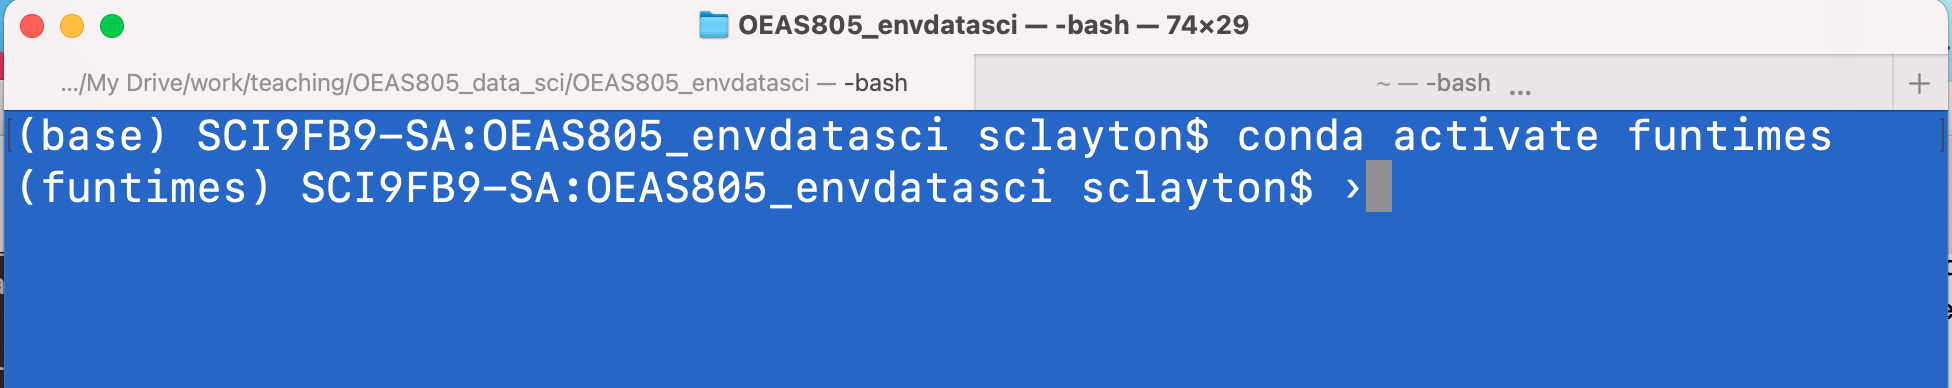 OEAS805_envdatasci — -bash — 74×29
.../My Drive/work/teaching/OEAS805_data_sci/OEAS805_envdatasci — -bash
~ — -bash ...
(base) SCI9FB9-SA:OEAS805_envdatasci sclayton$ conda activate funtimes
(funtimes) SCI9FB9-SA:OEAS805_envdatasci sclayton$ ›